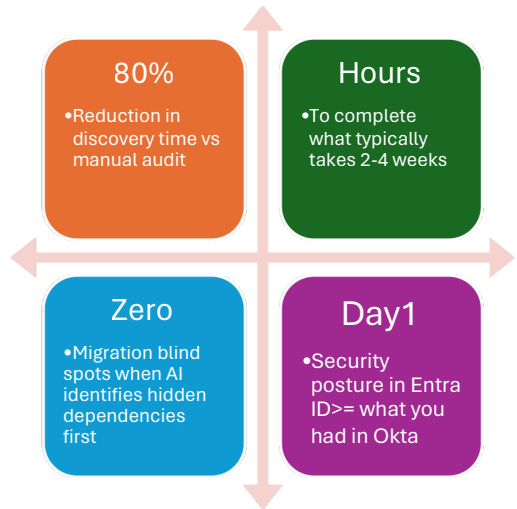 80%
•Reduction in
discovery time vs
manual audit
Hours
•To complete
what typically
takes 2-4 weeks
Zero
•Migration blind
spots when AI
identifies hidden
dependencies
first
Day1
•Security
posture in Entra
ID>= what you
had in Okta